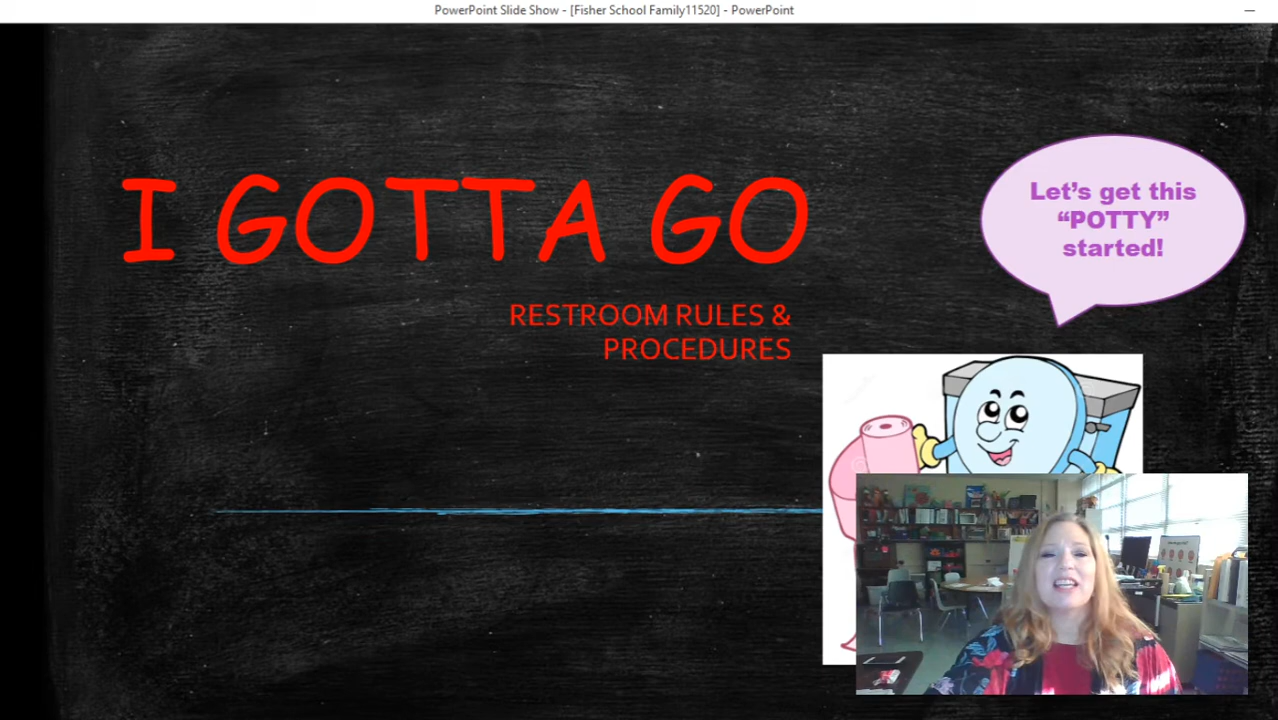 PowerPoint Slide Show - [Fisher School Family11520] - PowerPoint
I GOTTA GO
RESTROOM RULES &
PROCEDURES
Let's get this
“POTTY”
started!